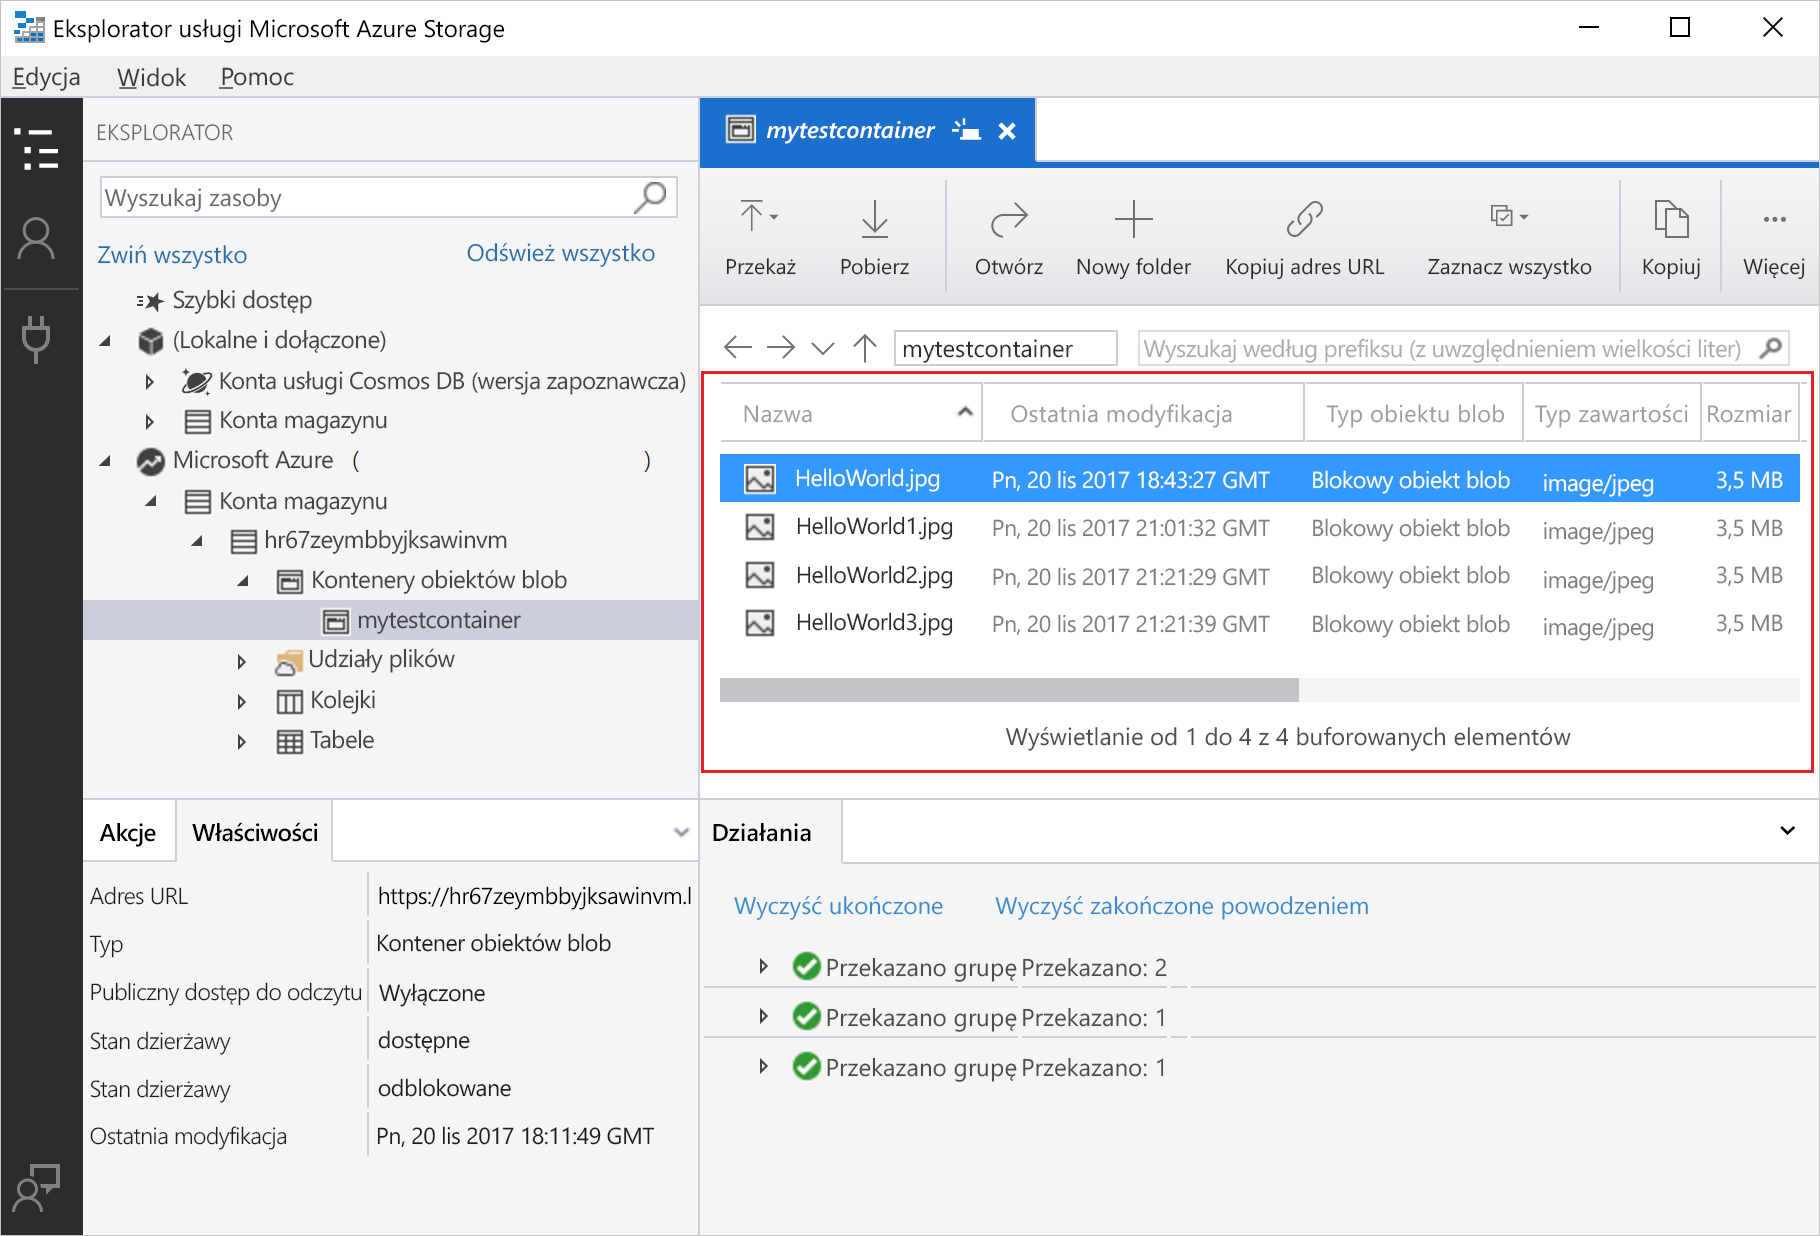 Eksplorator usługi Microsoft Azure Storage
Edycja Widok Pomoc
EKSPLORATOR
Wyszukaj zasoby
Zwiń wszystko Odśwież wszystko
Szybki dostęp
(Lokalne i dołączone)
Konta usługi Cosmos DB (wersja zapoznawcza)
Konta magazynu
Microsoft Azure ( )
Konta magazynu
hr67zeymbbyjksawinvm
Kontenery obiektów blob
mytestcontainer
Udziały plików
Kolejki
Tabele
mytestcontainer
Przekaż Pobierz Otwórz Nowy folder Kopiuj adres URL Zaznacz wszystko Kopiuj Więcej
mytestcontainer Wyszukaj według prefiksu (z uwzględnieniem wielkości liter)
Nazwa Ostatnia modyfikacja Typ obiektu blob Typ zawartości Rozmiar
HelloWorld.jpg Pn, 20 lis 2017 18:43:27 GMT Blokowy obiekt blob image/jpeg 3,5 MB
HelloWorld1.jpg Pn, 20 lis 2017 21:01:32 GMT Blokowy obiekt blob image/jpeg 3,5 MB
HelloWorld2.jpg Pn, 20 lis 2017 21:21:29 GMT Blokowy obiekt blob image/jpeg 3,5 MB
HelloWorld3.jpg Pn, 20 lis 2017 21:21:39 GMT Blokowy obiekt blob image/jpeg 3,5 MB
Wyświetlanie od 1 do 4 z 4 buforowanych elementów
Akcje Właściwości
Adres URL https://hr67zeymbbyjksawinvm.l
Typ Kontener obiektów blob
Publiczny dostęp do odczytu Wyłączone
Stan dzierżawy dostępne
Stan dzierżawy odblokowane
Ostatnia modyfikacja Pn, 20 lis 2017 18:11:49 GMT
Działania
Wyczyść ukończone Wyczyść zakończone powodzeniem
Przekazano grupę Przekazano: 2
Przekazano grupę Przekazano: 1
Przekazano grupę Przekazano: 1